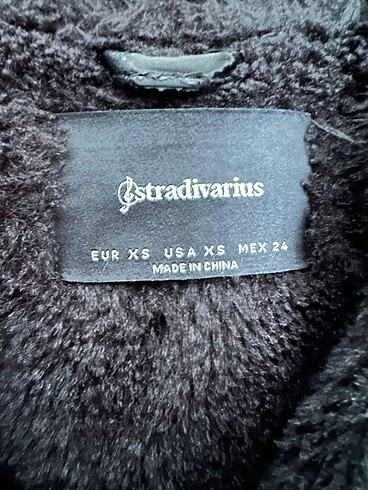 stradivarius
EUR XS USA XS MEX 24
MADE IN CHINA